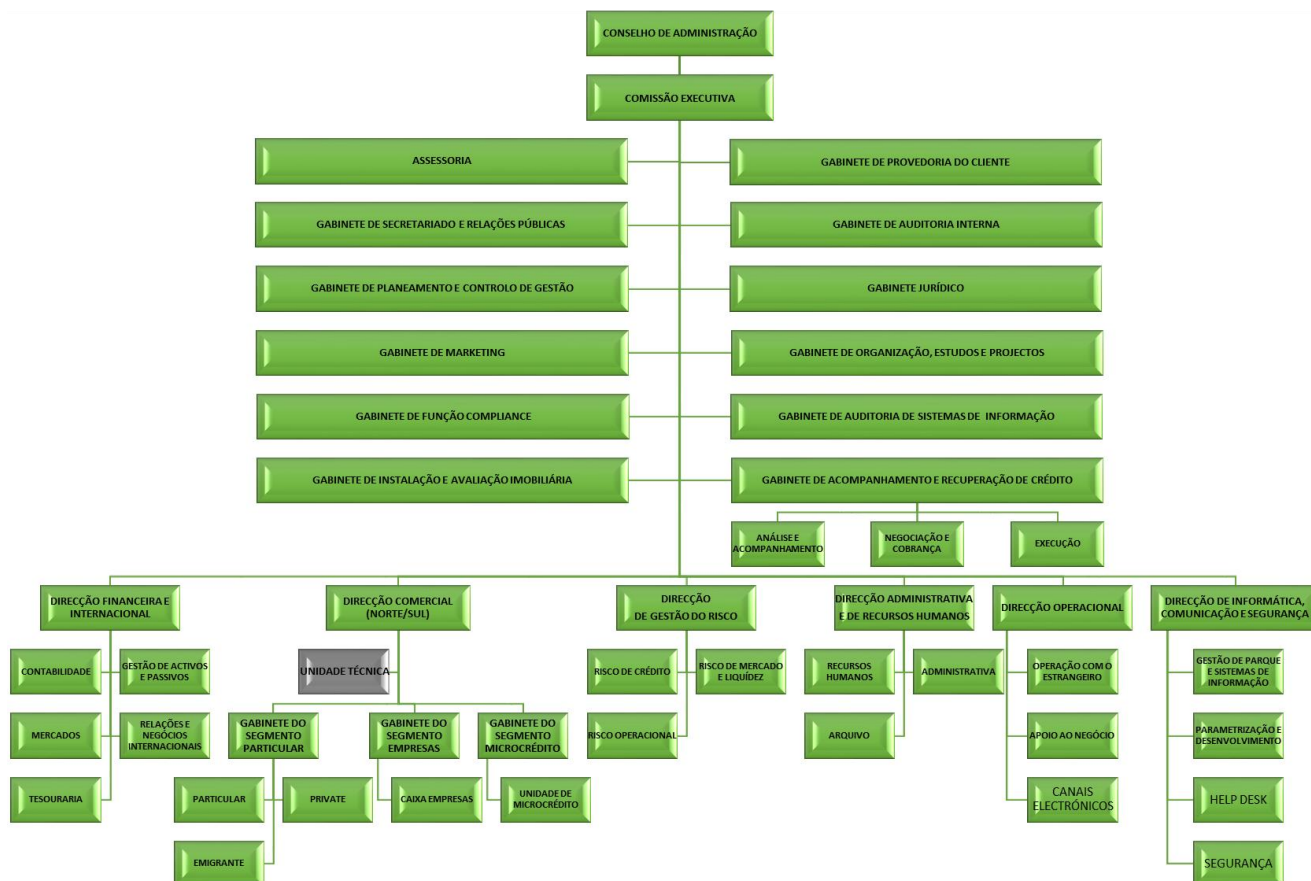 CONSELHO DE ADMINISTRAÇÃO
COMISSÃO EXECUTIVA
ASSESSORIA
GABINETE DE PROVEDORIA DO CLIENTE
GABINETE DE SECRETARIADO E RELAÇÕES PÚBLICAS
GABINETE DE AUDITORIA INTERNA
GABINETE DE PLANEAMENTO E CONTROLO DE GESTÃO
GABINETE JURÍDICO
GABINETE DE MARKETING
GABINETE DE ORGANIZAÇÃO, ESTUDOS E PROJECTOS
GABINETE DE FUNÇÃO COMPLIANCE
GABINETE DE AUDITORIA DE SISTEMAS DE INFORMAÇÃO
GABINETE DE INSTALAÇÃO E AVALIAÇÃO IMOBILIÁRIA
GABINETE DE ACOMPANHAMENTO E RECUPERAÇÃO DE CRÉDITO
ANÁLISE E
ACOMPANHAMENTO
NEGOCIAÇÃO E
COBRANÇA
EXECUÇÃO
DIRECÇÃO FINANCEIRA E
INTERNACIONAL
DIRECÇÃO COMERCIAL
(NORTE/SUL)
DIRECÇÃO
DE GESTÃO DO RISCO
DIRECÇÃO ADMINISTRATIVA
E DE RECURSOS HUMANOS
DIRECÇÃO OPERACIONAL
DIRECÇÃO DE INFORMÁTICA,
COMUNICAÇÃO E SEGURANÇA
CONTABILIDADE
GESTÃO DE ACTIVOS
E PASSIVOS
MERCADOS
RELAÇÕES E
NEGÓCIOS
INTERNACIONAIS
TESOURARIA
UNIDADE TÉCNICA
GABINETE DO
SEGMENTO
PARTICULAR
GABINETE DO
SEGMENTO
EMPRESAS
GABINETE DO
SEGMENTO
MICROCRÉDITO
PARTICULAR
PRIVATE
EMIGRANTE
CAIXA EMPRESAS
UNIDADE DE
MICROCRÉDITO
RISCO DE CRÉDITO
RISCO DE MERCADO
E LIQUÍDEZ
RISCO OPERACIONAL
RECURSOS
HUMANOS
ADMINISTRATIVA
ARQUIVO
OPERAÇÃO COM O
ESTRANGEIRO
APOIO AO NEGÓCIO
CANAIS
ELECTRÓNICOS
GESTÃO DE PARQUE
E SISTEMAS DE
INFORMAÇÃO
PARAMETRIZAÇÃO E
DESENVOLVIMENTO
HELP DESK
SEGURANÇA